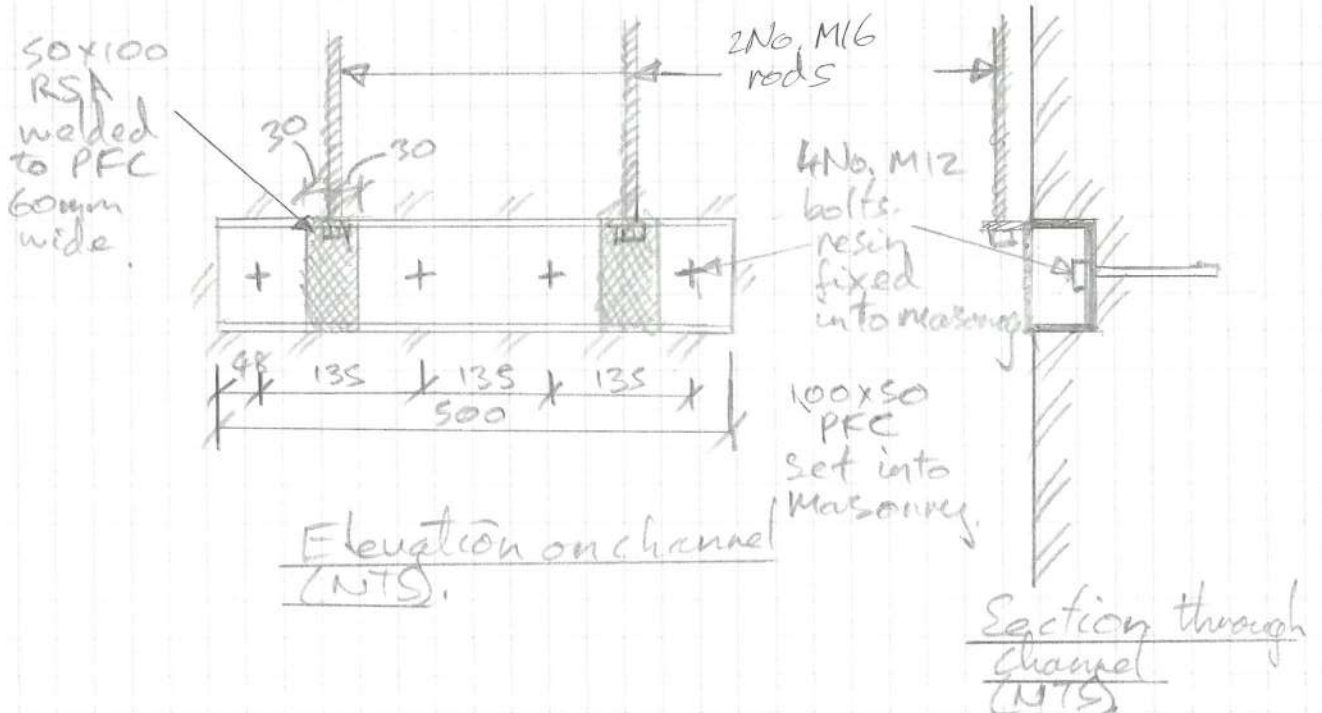 50x100
RSA
welded
to PFC
60mm
wide.
30
30
2No. M16
rods
4No. M12
bolts.
resin
fixed
into masonry.
48
135
135
135
500
100x50
PFC
set into
masonry.
Elevation on channel
(NTS).
Section through
channel
(NTS)